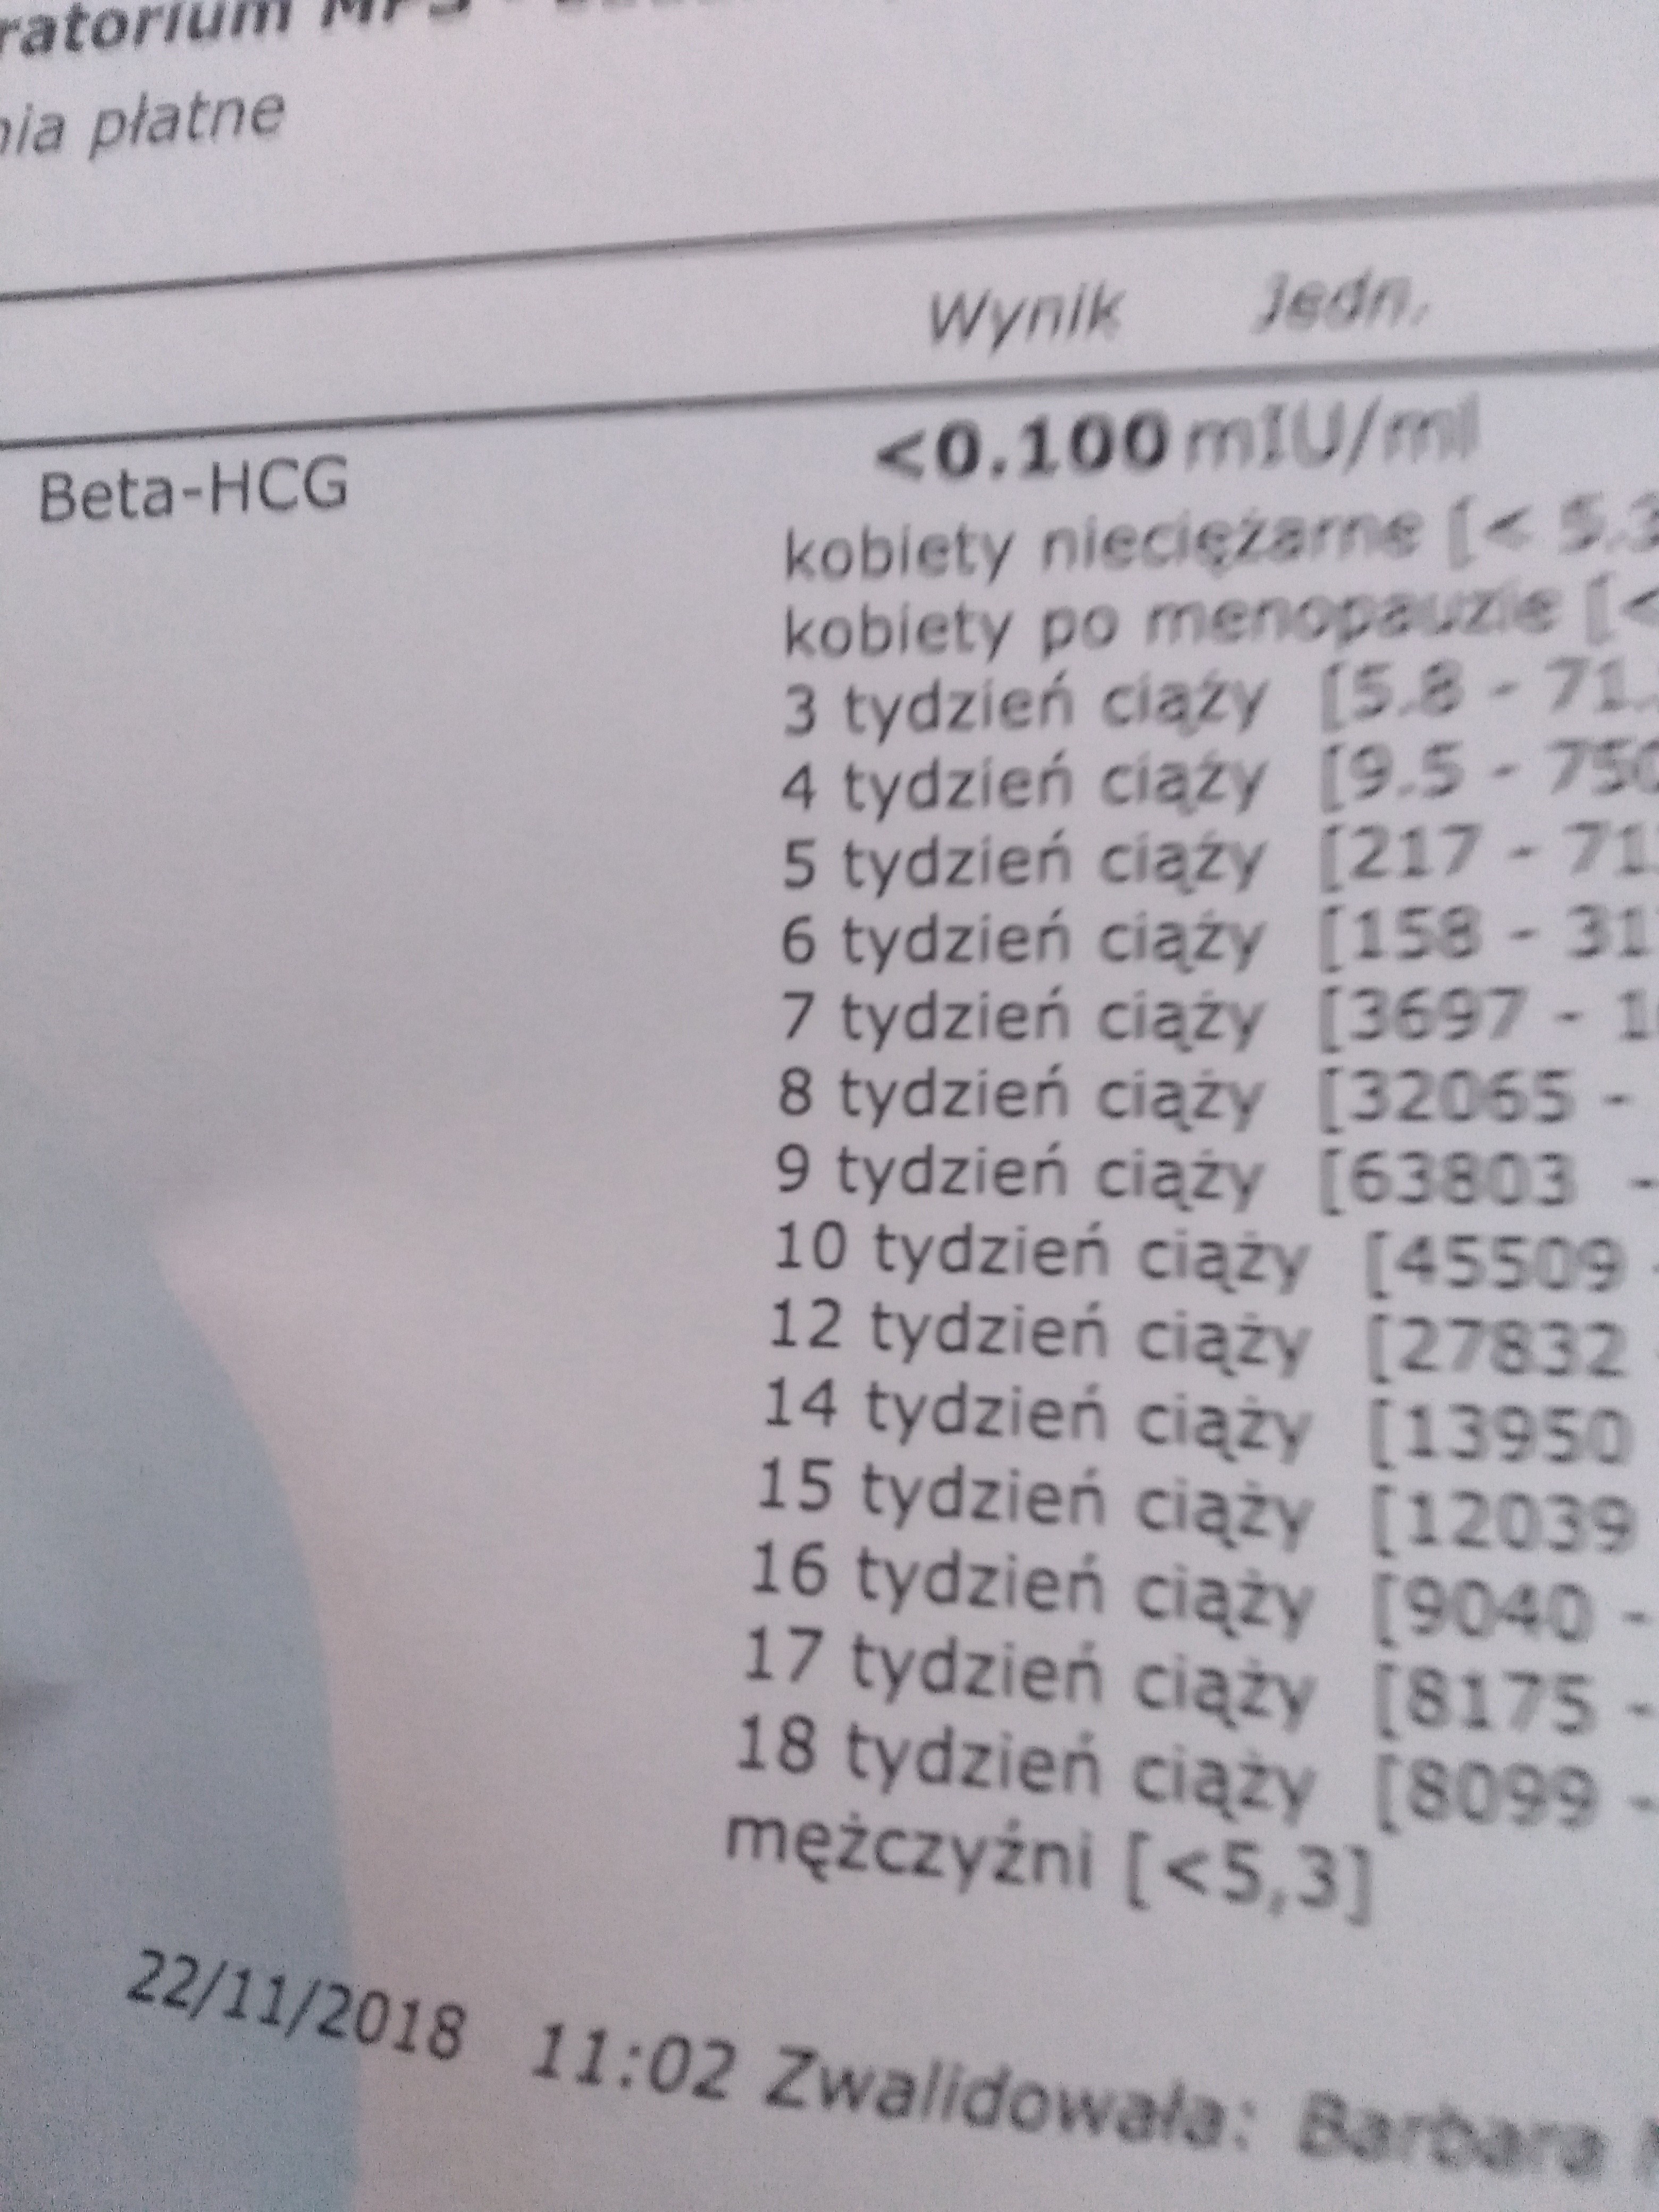 ratorium
nia płatne
Wynik Jedn.
Beta-HCG <0.100 mIU/ml
kobiety nieciężarne [< 5.3
kobiety po menopauzie [<
3 tydzień ciąży [5.8 - 71.
4 tydzień ciąży [9.5 - 750
5 tydzień ciąży [217 - 71
6 tydzień ciąży [158 - 31
7 tydzień ciąży [3697 - 1
8 tydzień ciąży [32065 -
9 tydzień ciąży [63803 -
10 tydzień ciąży [45509 -
12 tydzień ciąży [27832 -
14 tydzień ciąży [13950
15 tydzień ciąży [12039
16 tydzień ciąży [9040 -
17 tydzień ciąży [8175 -
18 tydzień ciąży [8099 -
mężczyźni [<5,3]
22/11/2018 11:02 Zwalidowała: Barbara